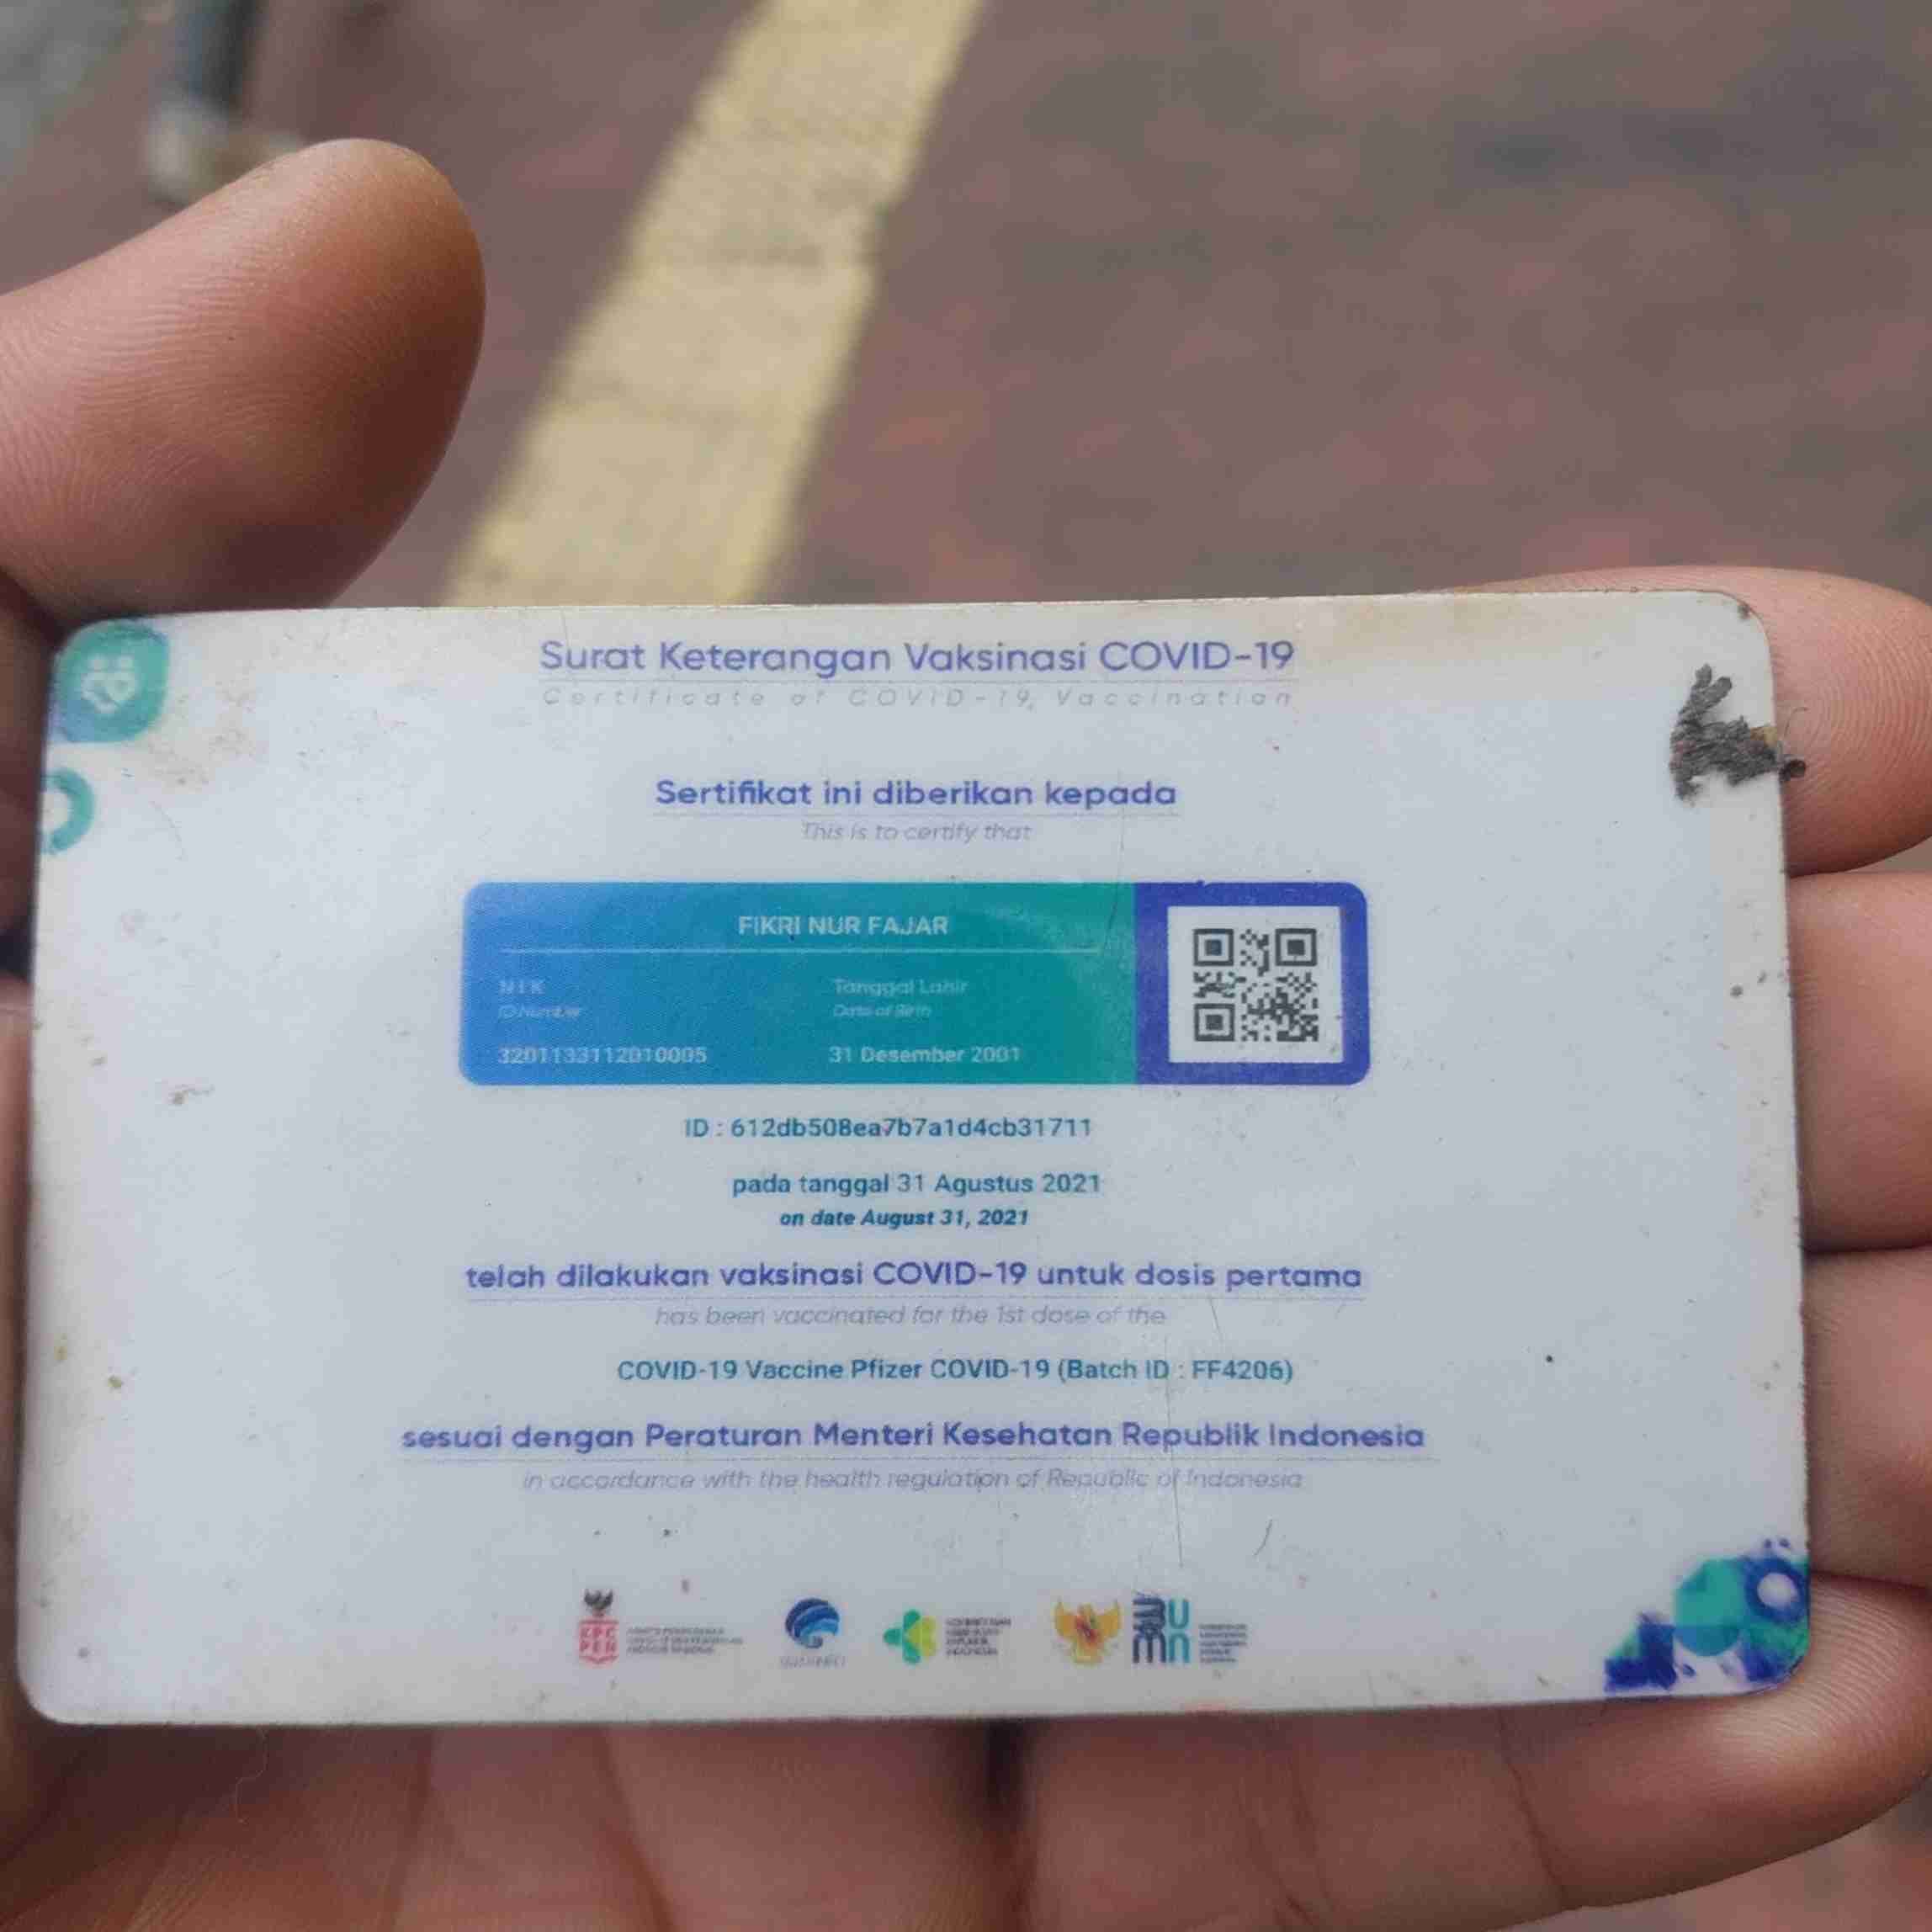 Surat Keterangan Vaksinasi COVID-19
Certificate of COVID-19, Vaccination
Sertifikat ini diberikan kepada
This is to certify that
FIKRI NUR FAJAR
NIK
Tanggal Lahir
ID Number
Date of Birth
3201133112010005
31 Desember 2001
ID : 612db508ea7b7a1d4cb31711
pada tanggal 31 Agustus 2021
on date August 31, 2021
telah dilakukan vaksinasi COVID-19 untuk dosis pertama
has been vaccinated for the 1st dose of the
COVID-19 Vaccine Pfizer COVID-19 (Batch ID : FF4206)
sesuai dengan Peraturan Menteri Kesehatan Republik Indonesia
in accordance with the health regulation of Republic of Indonesia
KPC
PEN